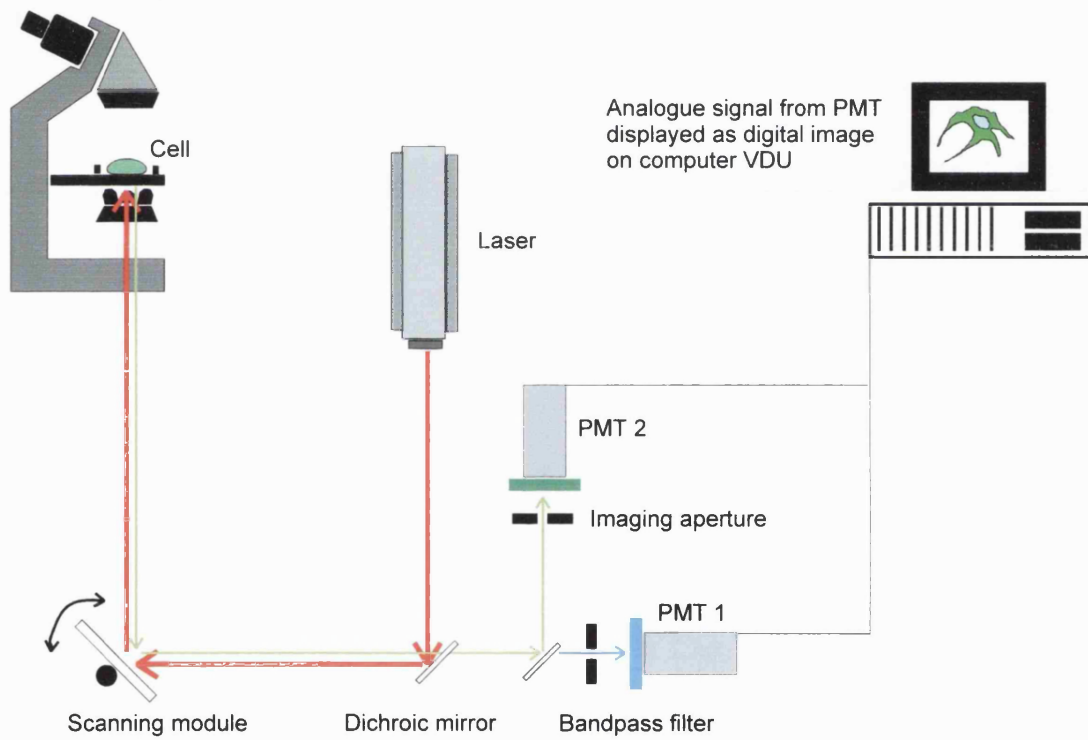 Analogue signal from PMT
displayed as digital image
on computer VDU
Cell
Laser
PMT 2
Imaging aperture
PMT 1
Scanning module
Dichroic mirror
Bandpass filter